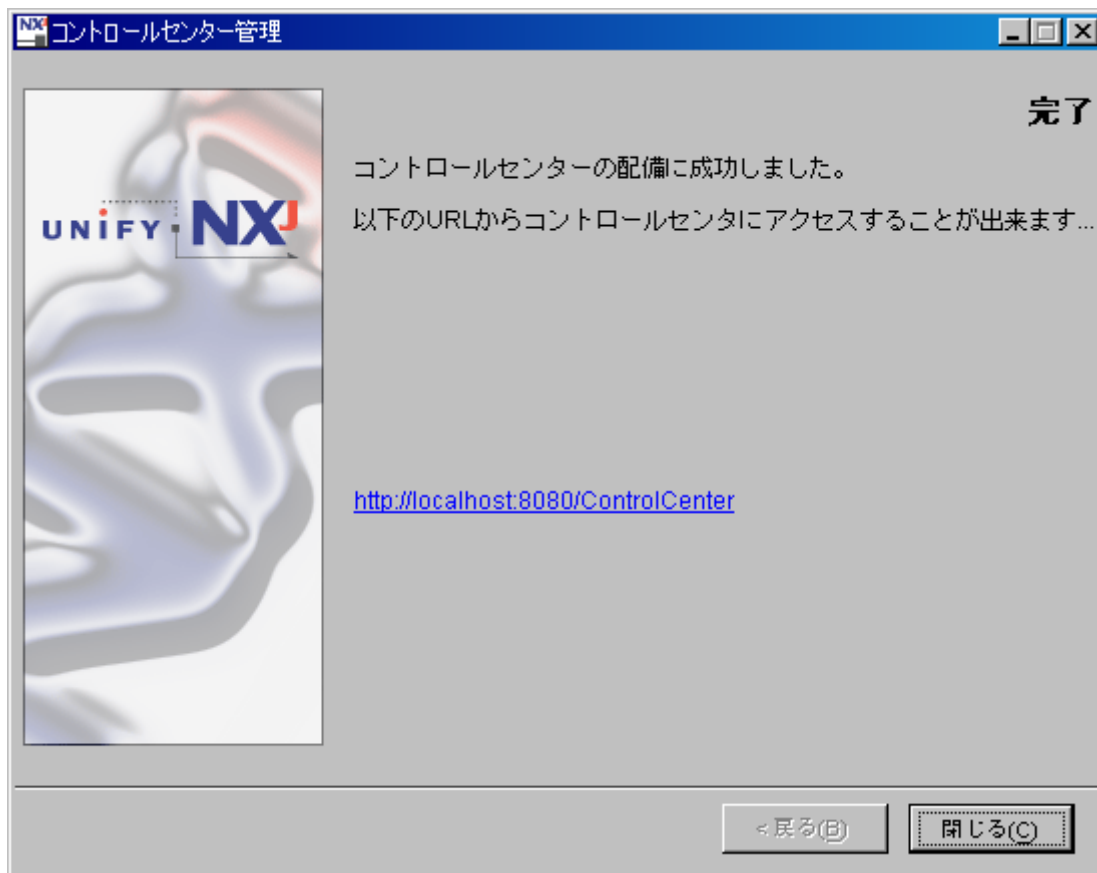 コントロールセンター管理
完了
コントロールセンターの配備に成功しました。
以下のURLからコントロールセンタにアクセスすることが出来ます...
UNiFY NXJ
http://localhost:8080/ControlCenter
<戻る(B)
閉じる(C)